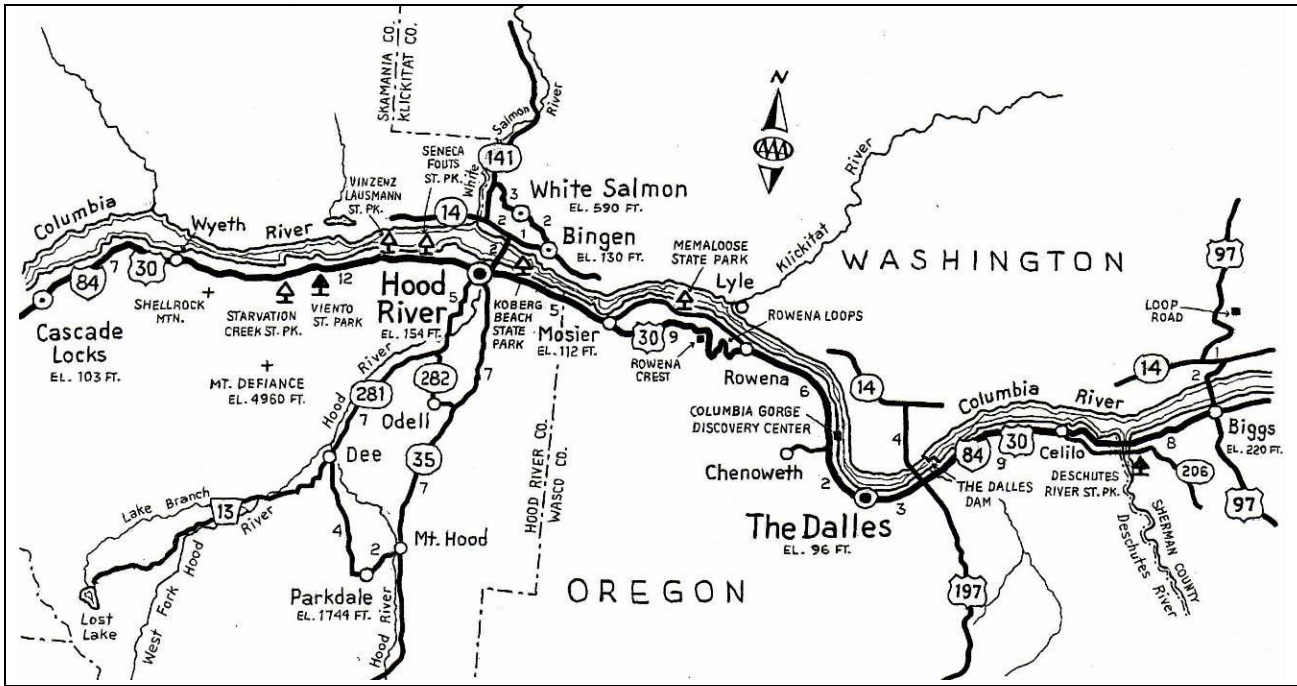 SKAMANIA CO.
KLICKITAT CO.
N
AAA
Salmon
River
White
141
SENECA
FOUTS
ST. PK.
VINZENZ
LAUSMANN
ST. PK.
14
3
White Salmon
EL. 590 FT.
2
2
1
Bingen
EL. 130 FT.
2
Columbia
Wyeth
River
84
7
30
12
Cascade
Locks
EL. 103 FT.
SHELLROCK
MTN.
STARVATION
CREEK ST. PK.
VIENTO
ST. PARK
MT. DEFIANCE
EL. 4960 FT.
Hood
River
EL. 154 FT.
5
KOBERG
BEACH
STATE
PARK
5
Mosier
EL. 112 FT.
MEMALOOSE
STATE PARK
Lyle
Klickitat
River
WASHINGTON
ROWENA LOOPS
30
9
ROWENA
CREST
Rowena
6
COLUMBIA GORGE
DISCOVERY CENTER
Chenoweth
2
The Dalles
EL. 96 FT.
3
14
4
THE DALLES
DAM
197
Columbia
River
84
30
9
Celilo
DESCHUTES
RIVER ST. PK.
8
206
Biggs
EL. 220 FT.
97
97
LOOP
ROAD
14
1
2
SHERMAN COUNTY
Deschutes River
Hood
River
281
7
282
Odell
7
35
7
Dee
4
2
Mt. Hood
Parkdale
EL. 1744 FT.
Hood River
Lake Branch
13
River
West Fork Hood
Lost
Lake
HOOD RIVER CO.
WASCO CO.
OREGON